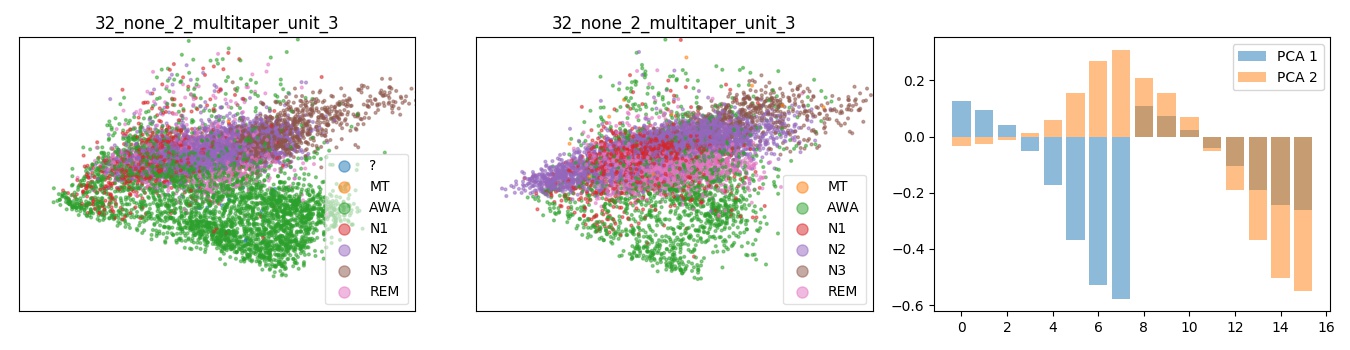 32_none_2_multitaper_unit_3
?
MT
AWA
N1
N2
N3
REM
32_none_2_multitaper_unit_3
MT
AWA
N1
N2
N3
REM
PCA 1
PCA 2
0.2
0.0
−0.2
−0.4
−0.6
0 2 4 6 8 10 12 14 16